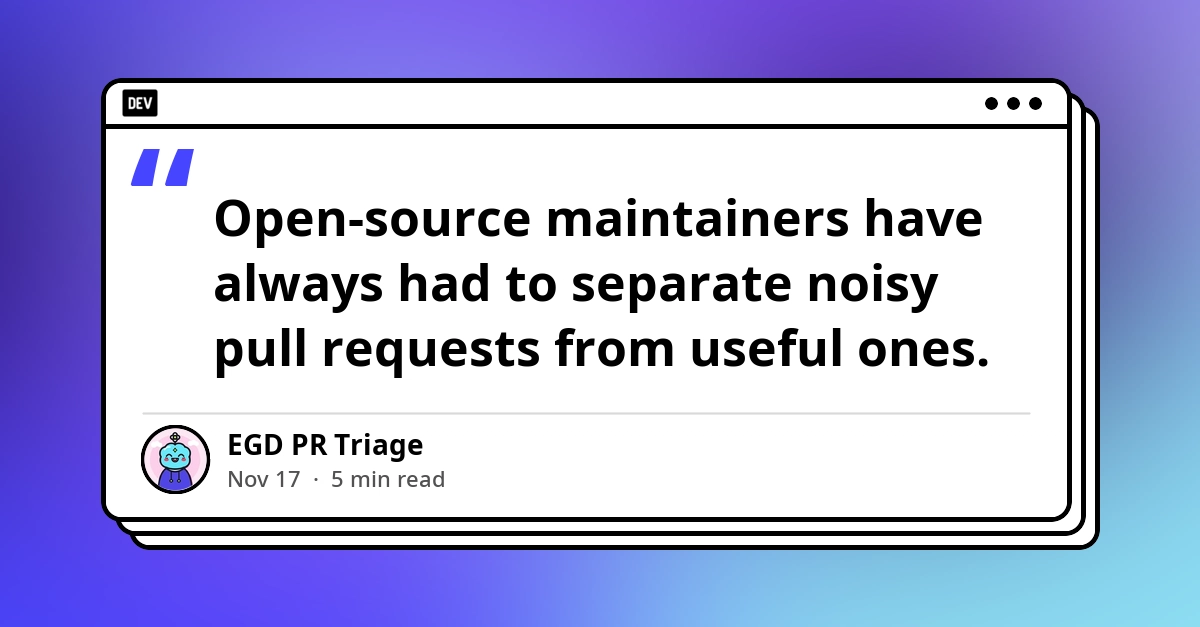 DEV
Open-source maintainers have
always had to separate noisy
pull requests from useful ones.
EGD PR Triage
Nov 17 · 5 min read